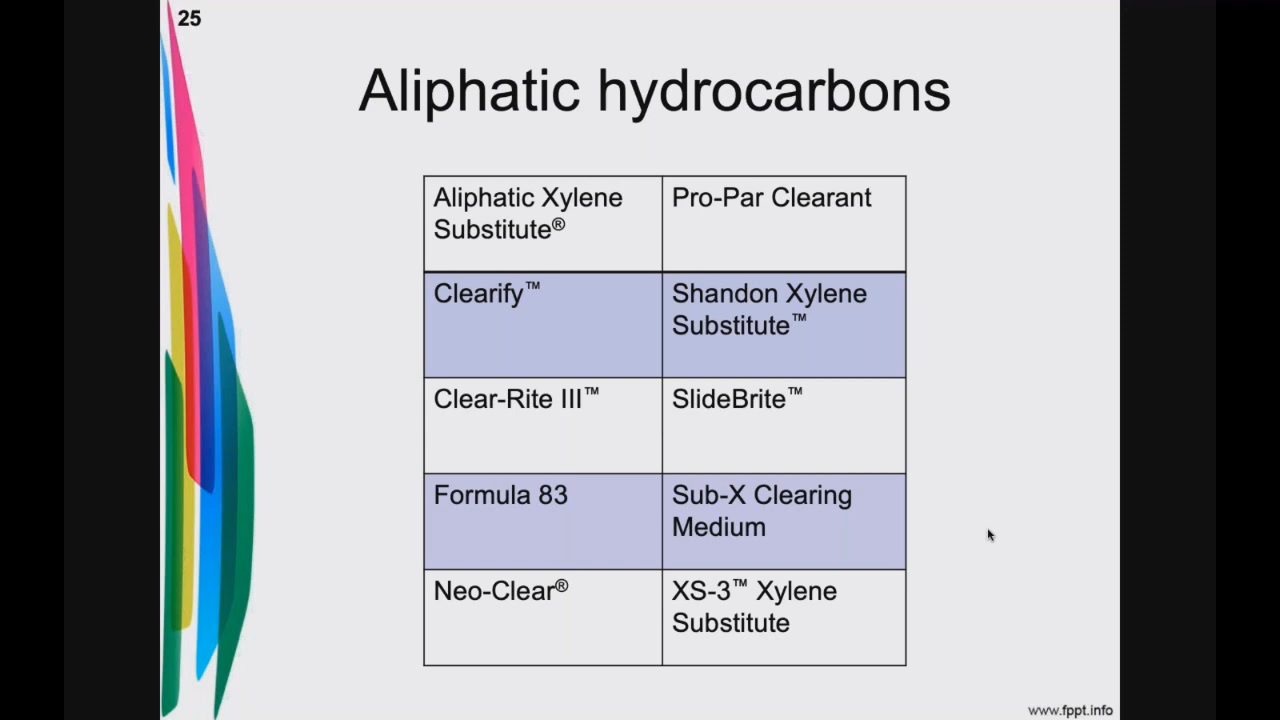 25
Aliphatic hydrocarbons
Aliphatic Xylene
Substitute®
Pro-Par Clearant
Clearify™
Shandon Xylene
Substitute™
Clear-Rite III™
SlideBrite™
Formula 83
Sub-X Clearing
Medium
Neo-Clear®
XS-3™ Xylene
Substitute
www.fppt.info